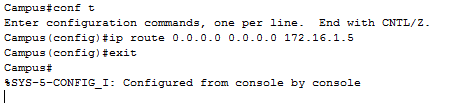 Campus#conf t
Enter configuration commands, one per line.  End with CNTL/Z.
Campus(config)#ip route 0.0.0.0 0.0.0.0 172.16.1.5
Campus(config)#exit
Campus#
%SYS-5-CONFIG_I: Configured from console by console